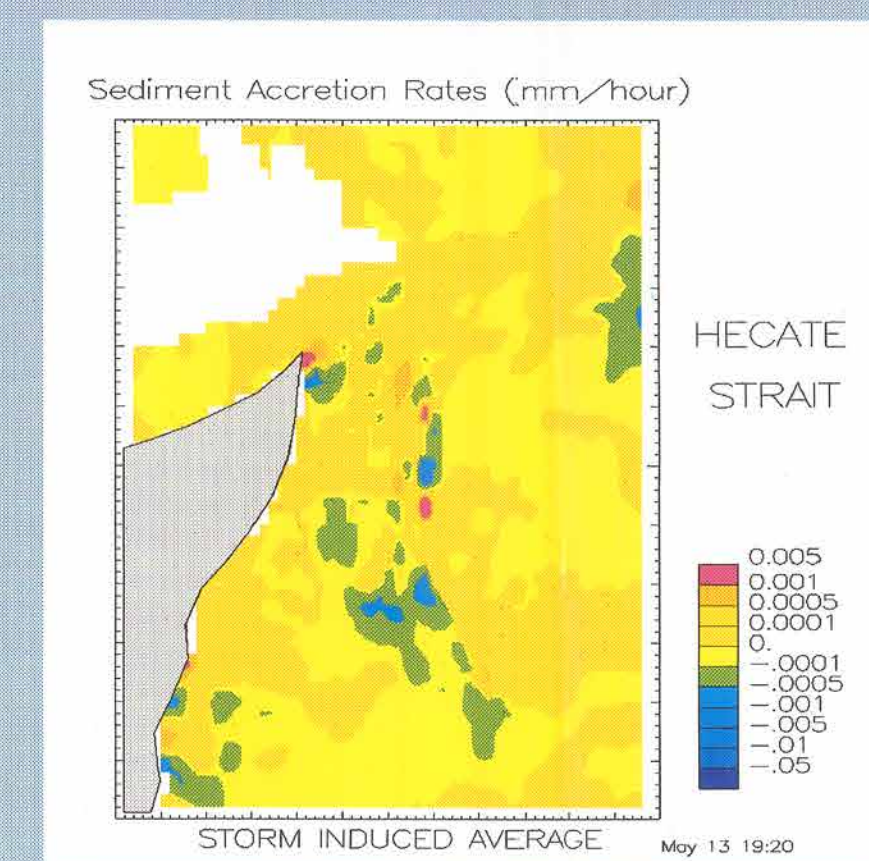 Sediment Accretion Rates (mm/hour)
HECATE
STRAIT
0.005
0.001
0.0005
0.0001
0.
-.0001
-.0005
-.001
-.005
-.01
-.05
STORM INDUCED AVERAGE
May 13 19:20